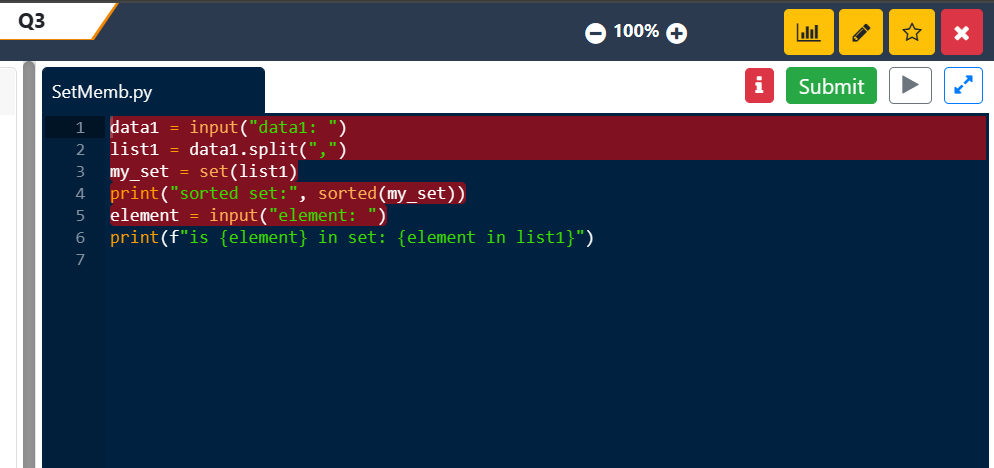 Q3
100%
SetMemb.py
Submit
1 data1 = input("data1: ")
2 list1 = data1.split(",")
3 my_set = set(list1)
4 print("sorted set:", sorted(my_set))
5 element = input("element: ")
6 print(f"is {element} in set: {element in list1}")
7